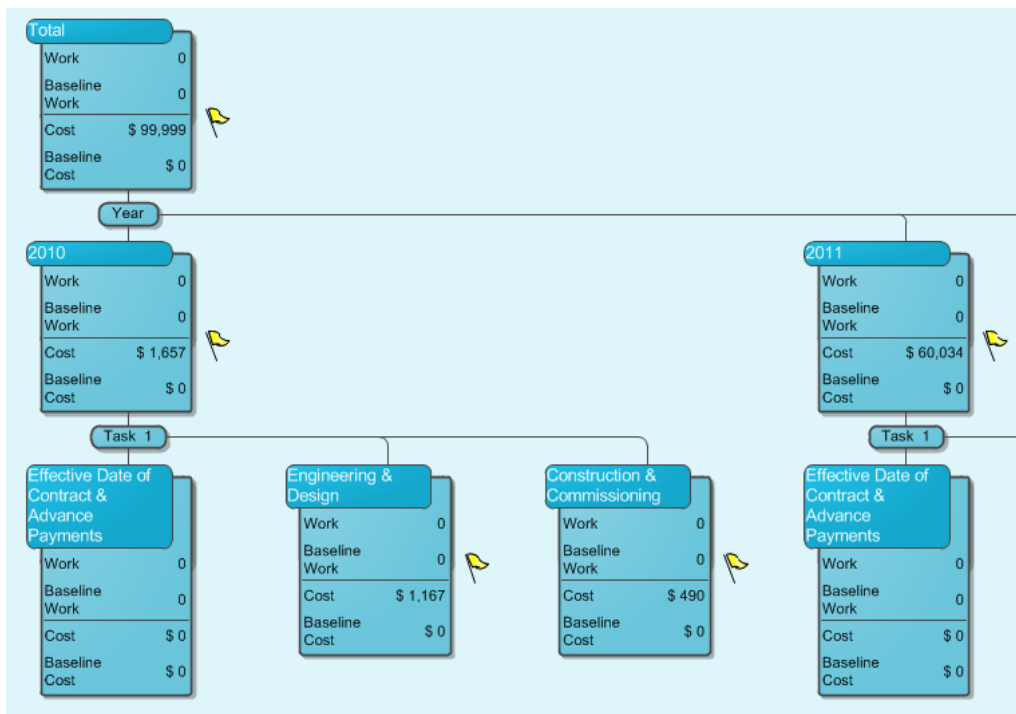 Total
Work 0
Baseline
Work 0
Cost $ 99,999
Baseline
Cost $ 0
Year
2010
Work 0
Baseline
Work 0
Cost $ 1,657
Baseline
Cost $ 0
2011
Work 0
Baseline
Work 0
Cost $ 60,034
Baseline
Cost $ 0
Task 1
Task 1
Effective Date of
Contract &
Advance
Payments
Work 0
Baseline
Work 0
Cost $ 0
Baseline
Cost $ 0
Engineering &
Design
Work 0
Baseline
Work 0
Cost $ 1,167
Baseline
Cost $ 0
Construction &
Commissioning
Work 0
Baseline
Work 0
Cost $ 490
Baseline
Cost $ 0
Effective Date of
Contract &
Advance
Payments
Work 0
Baseline
Work 0
Cost $ 0
Baseline
Cost $ 0